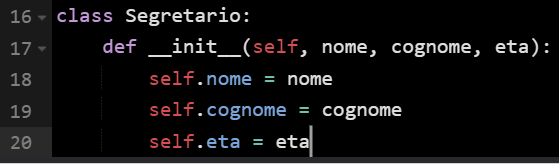 16 class Segretario:
17     def __init__(self, nome, cognome, eta):
18         self.nome = nome
19         self.cognome = cognome
20         self.eta = eta